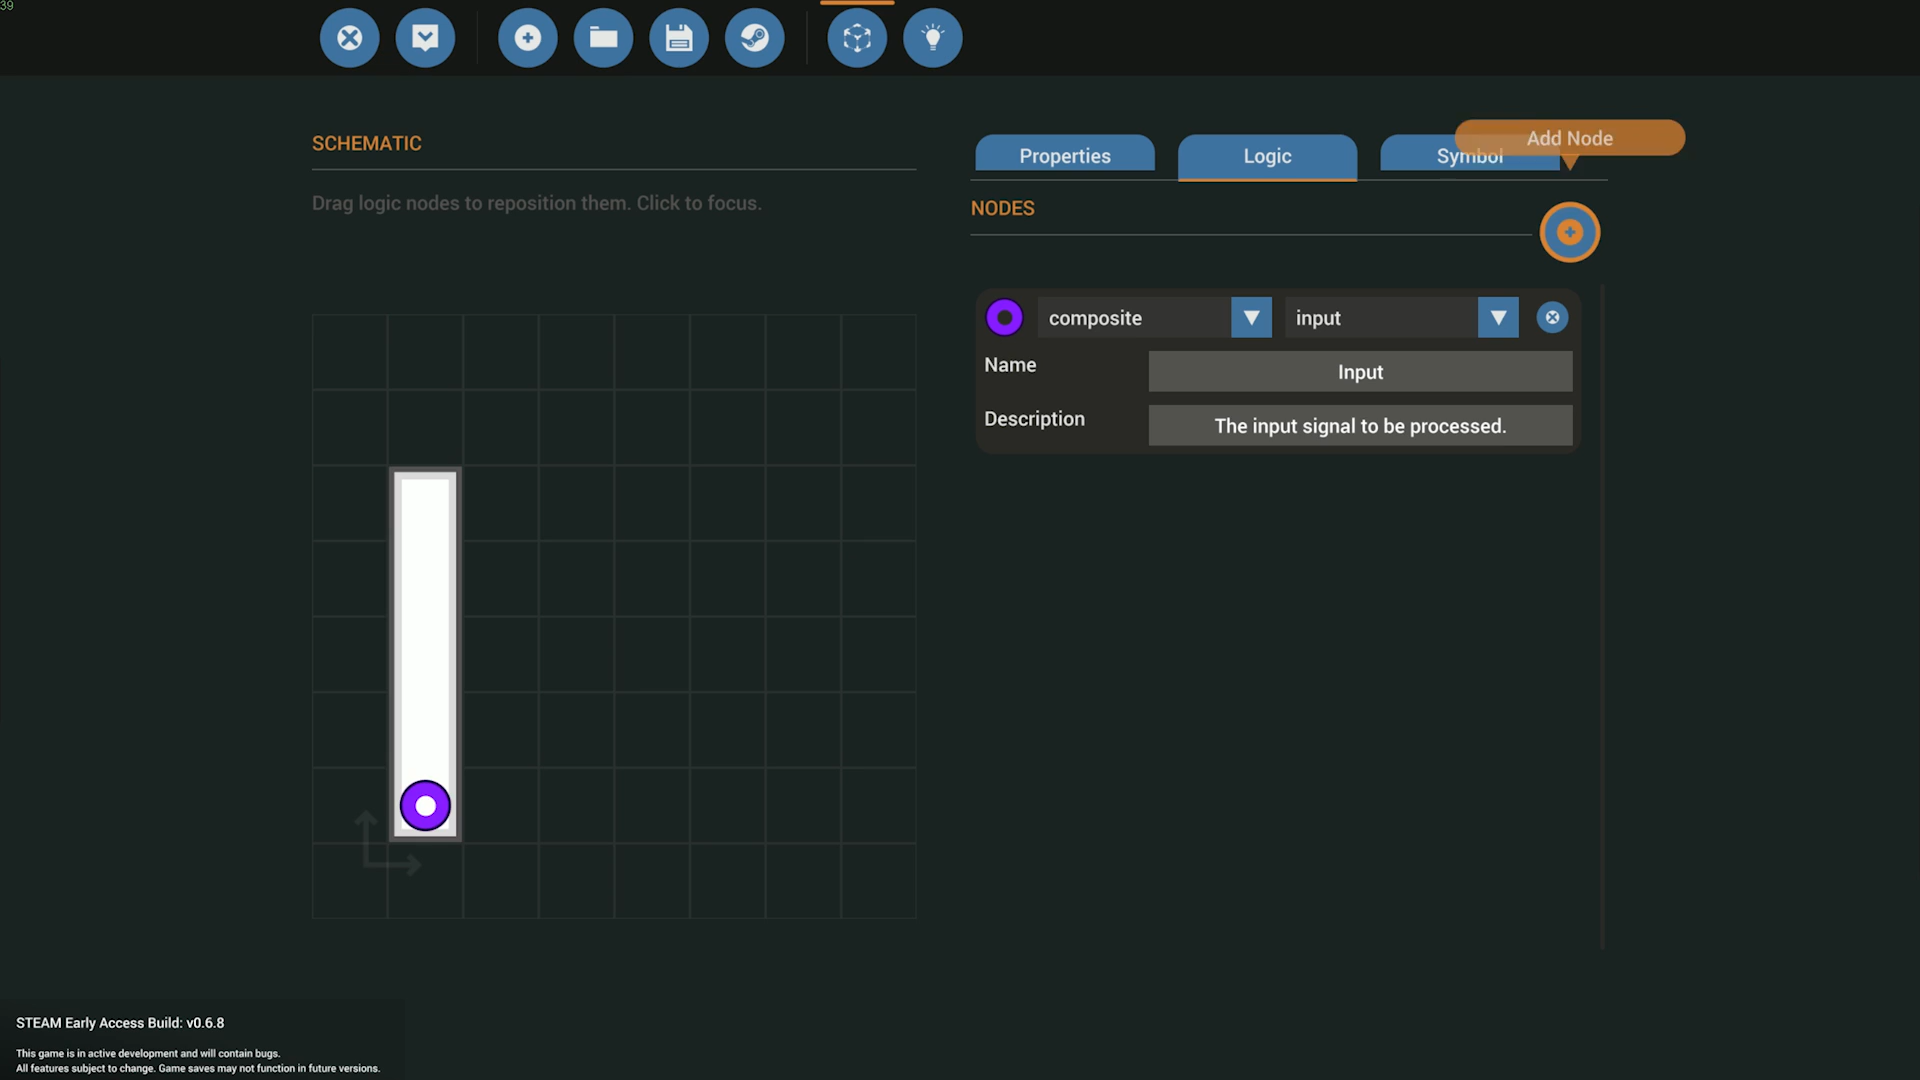 39
SCHEMATIC
Drag logic nodes to reposition them. Click to focus.
Properties
Logic
Symbol
Add Node
NODES
composite
input
Name
Input
Description
The input signal to be processed.
STEAM Early Access Build: v0.6.8
This game is in active development and will contain bugs.
All features subject to change. Game saves may not function in future versions.